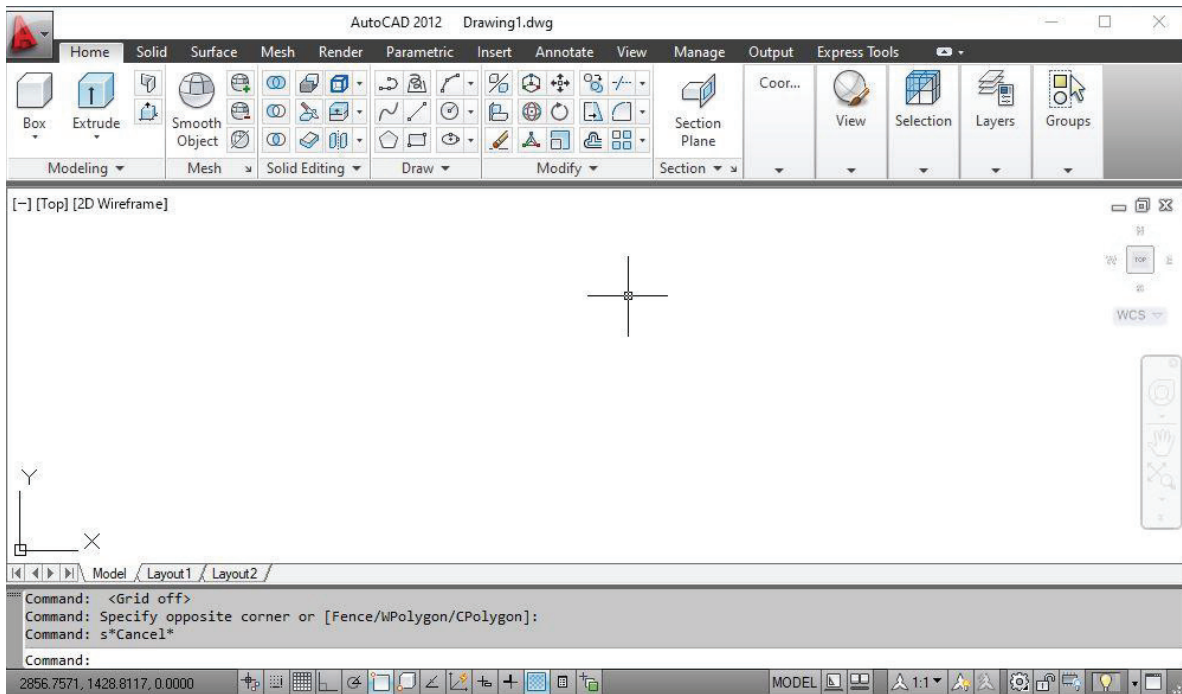 AutoCAD 2012 Drawing1.dwg
Home Solid Surface Mesh Render Parametric Insert Annotate View Manage Output Express Tools
Box
Extrude
Smooth
Object
Section
Plane
Coor...
View
Selection
Layers
Groups
Modeling
Mesh
Solid Editing
Draw
Modify
Section
[−] [Top] [2D Wireframe]
TOP
WCS
Y
X
Model Layout1 Layout2
Command: <Grid off>
Command: Specify opposite corner or [Fence/WPolygon/CPolygon]:
Command: s*Cancel*
Command:
2856.7571, 1428.8117, 0.0000
MODEL
1:1